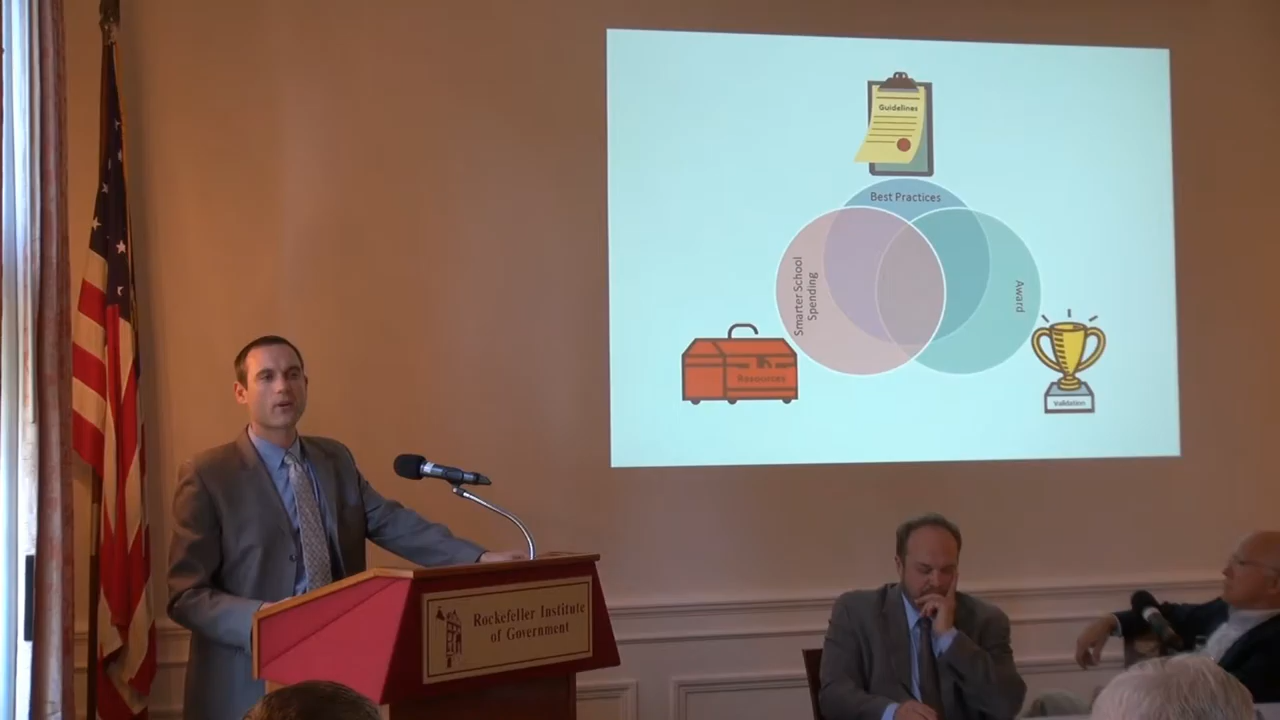 Guidelines
Best Practices
Smarter School
Spending
Award
Resources
Validation
Rockefeller Institute
of Government